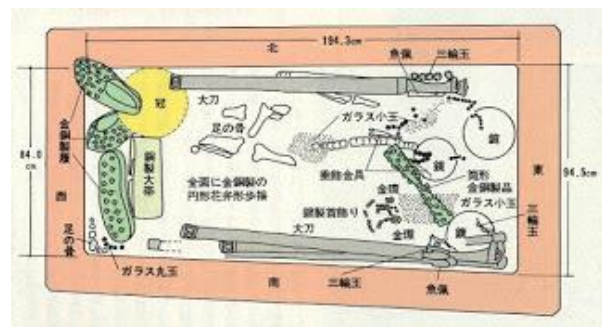 北
194.3cm
魚佩
三輪玉
冠
大刀
足の骨
ガラス小玉
鏡
金銅製履
84.0
cm
西
銅製大帯
全面に金銅製の
円形花弁形歩揺
垂飾金具
鏡
筒形
金銅製品
東
94.5cm
金環
ガラス小玉
銀製首飾り
三輪玉
大刀
金環
鏡
足の骨
ガラス丸玉
南
三輪玉
魚佩